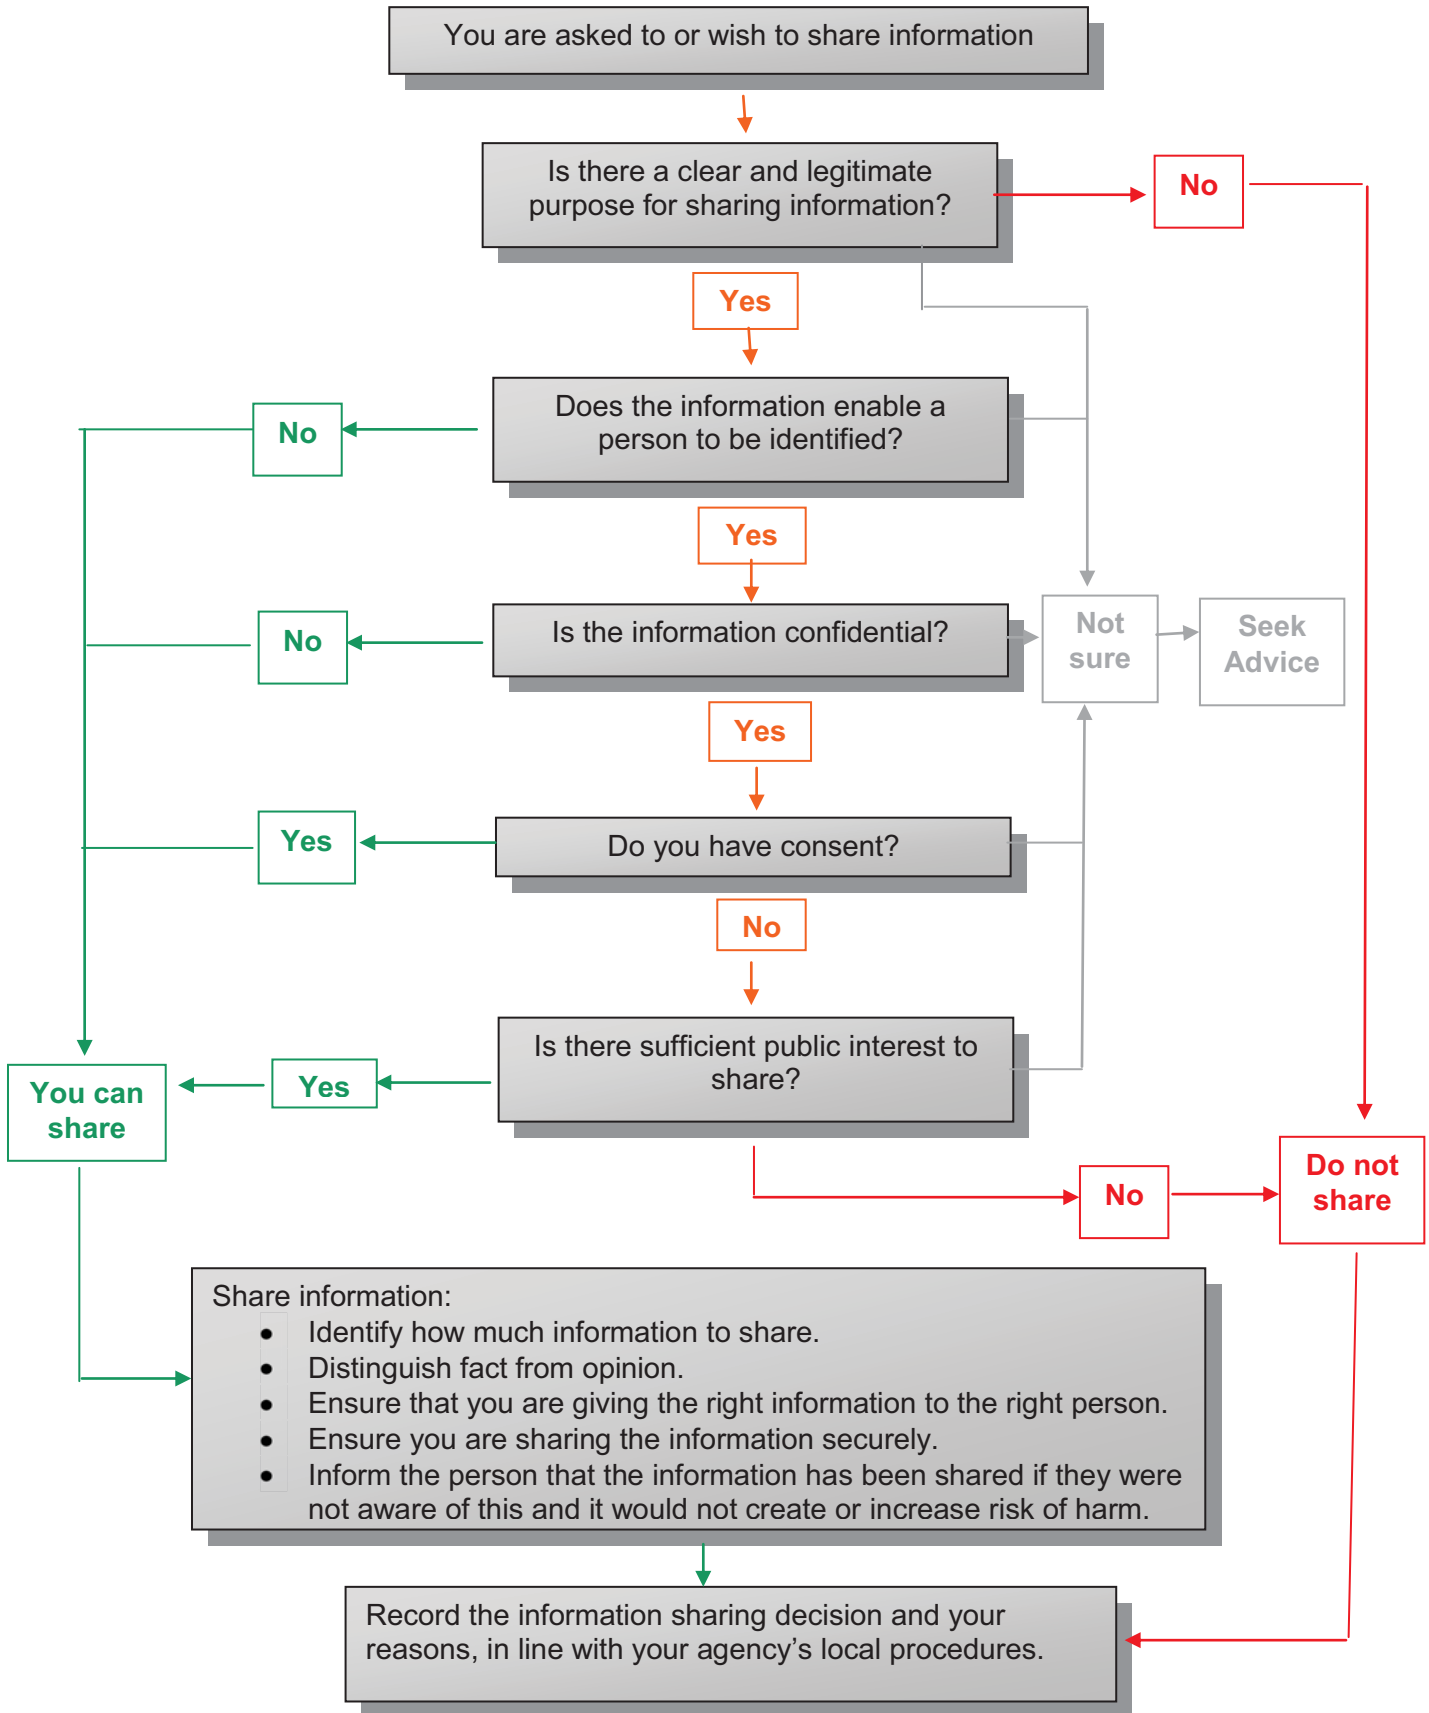 You are asked to or wish to share information
Is there a clear and legitimate
purpose for sharing information?
No
Yes
Does the information enable a
person to be identified?
No
Yes
Is the information confidential?
No
Not
sure
Seek
Advice
Yes
Do you have consent?
Yes
No
Is there sufficient public interest to
share?
Yes
You can
share
No
Do not
share
Share information:
● Identify how much information to share.
● Distinguish fact from opinion.
● Ensure that you are giving the right information to the right person.
● Ensure you are sharing the information securely.
● Inform the person that the information has been shared if they were
not aware of this and it would not create or increase risk of harm.
Record the information sharing decision and your
reasons, in line with your agency’s local procedures.